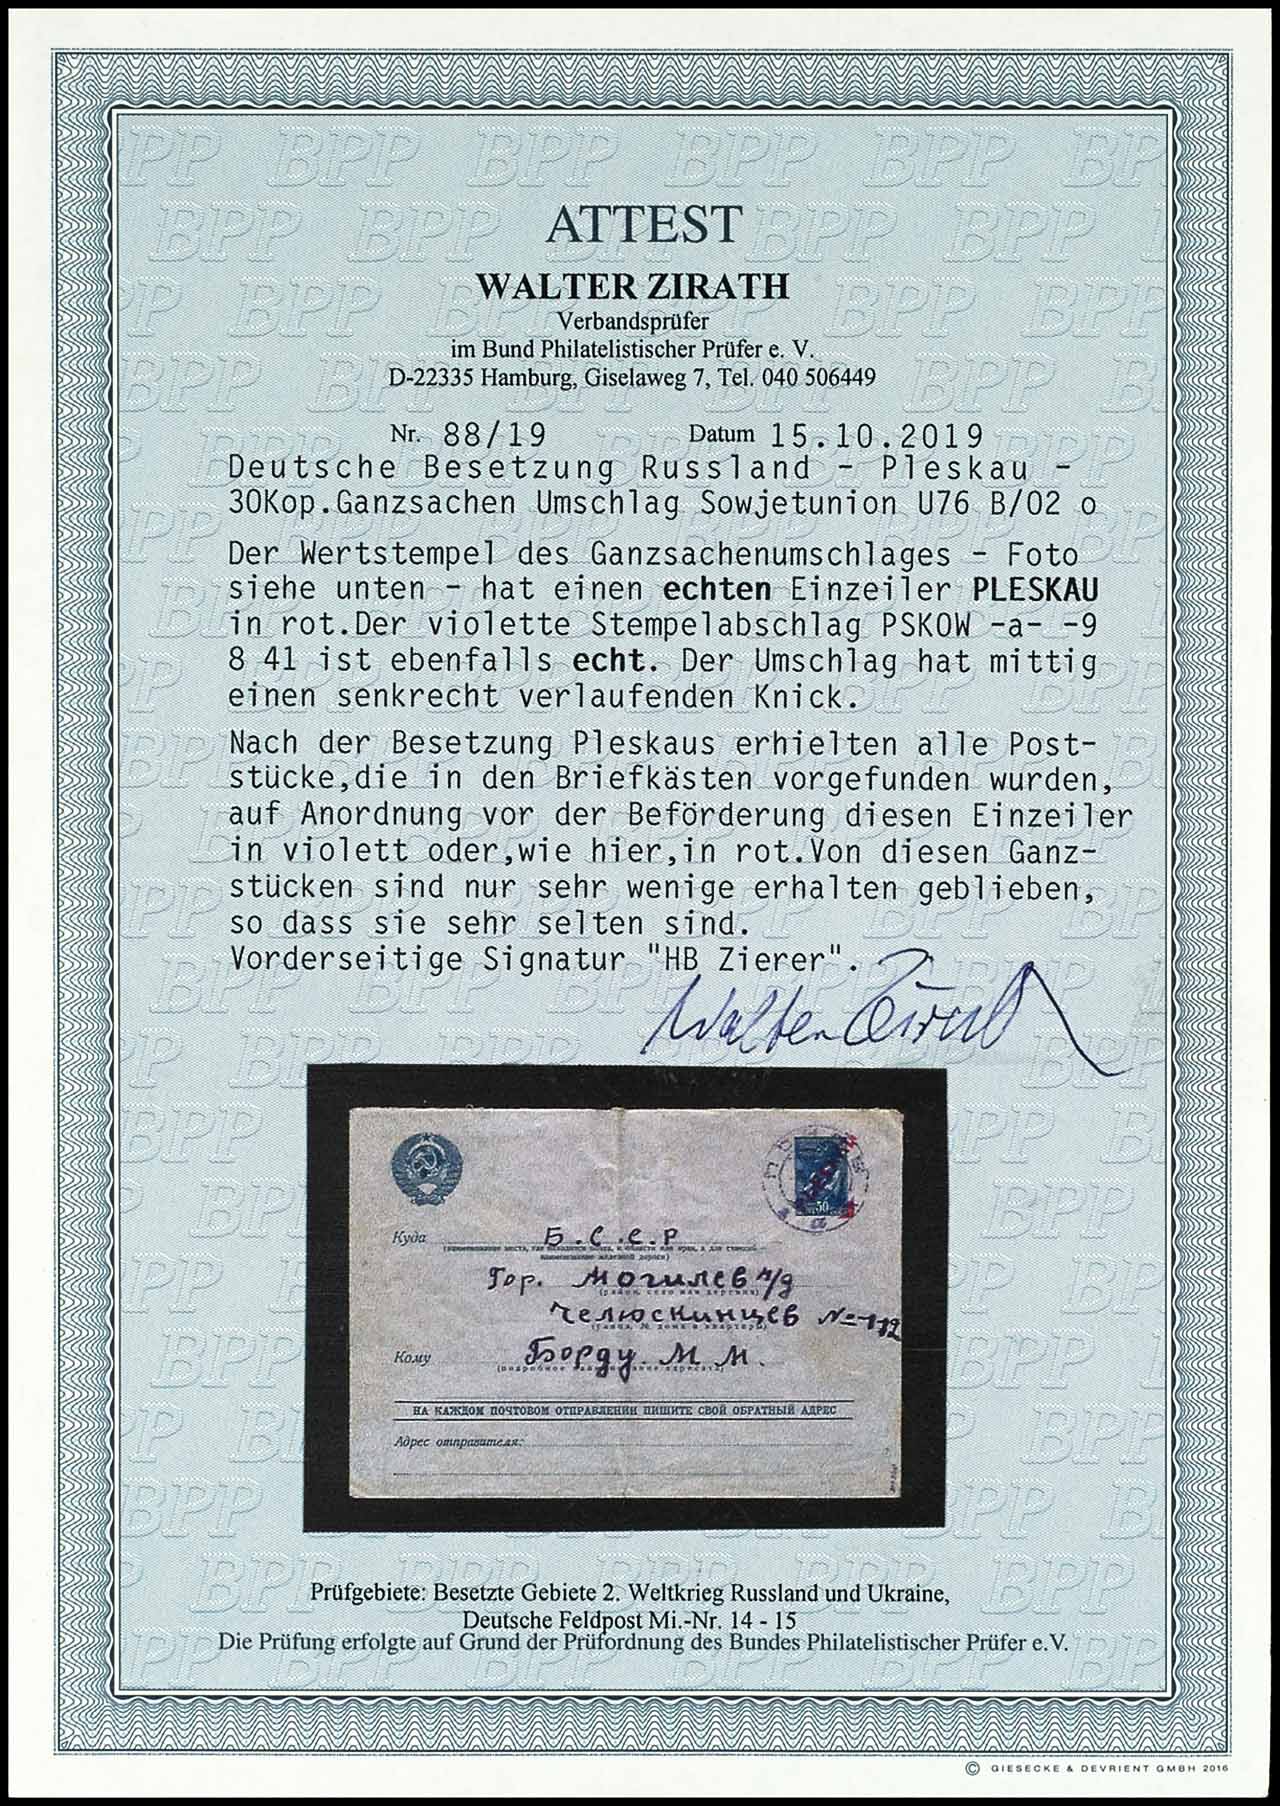 ATTEST
WALTER ZIRATH
Verbandsprüfer
im Bund Philatelistischer Prüfer e. V.
D-22335 Hamburg, Giselaweg 7, Tel. 040 506449
Nr. 88/19 Datum 15.10.2019
Deutsche Besetzung Russland - Pleskau -
30Kop.Ganzsachen Umschlag Sowjetunion U76 B/02 o
Der Wertstempel des Ganzsachenumschlages - Foto
siehe unten - hat einen echten Einzeiler PLESKAU
in rot.Der violette Stempelabschlag PSKOW -a- -9
8 41 ist ebenfalls echt. Der Umschlag hat mittig
einen senkrecht verlaufenden Knick.
Nach der Besetzung Pleskaus erhielten alle Post-
stücke,die in den Briefkästen vorgefunden wurden,
auf Anordnung vor der Beförderung diesen Einzeiler
in violett oder,wie hier,in rot.Von diesen Ganz-
stücken sind nur sehr wenige erhalten geblieben,
so dass sie sehr selten sind.
Vorderseitige Signatur "HB Zierer".
Walter Zirath
30
Куда Б.С.С.Р
Гор. Могилев н/д
Челюскинцев №-112
Кому Борду М.М.
НА КАЖДОМ ПОЧТОВОМ ОТПРАВЛЕНИИ ПИШИТЕ СВОЙ ОБРАТНЫЙ АДРЕС
Адрес отправителя:
Prüfgebiete: Besetzte Gebiete 2. Weltkrieg Russland und Ukraine,
Deutsche Feldpost Mi.-Nr. 14 - 15
Die Prüfung erfolgte auf Grund der Prüfordnung des Bundes Philatelistischer Prüfer e.V.
© GIESECKE & DEVRIENT GMBH 2016